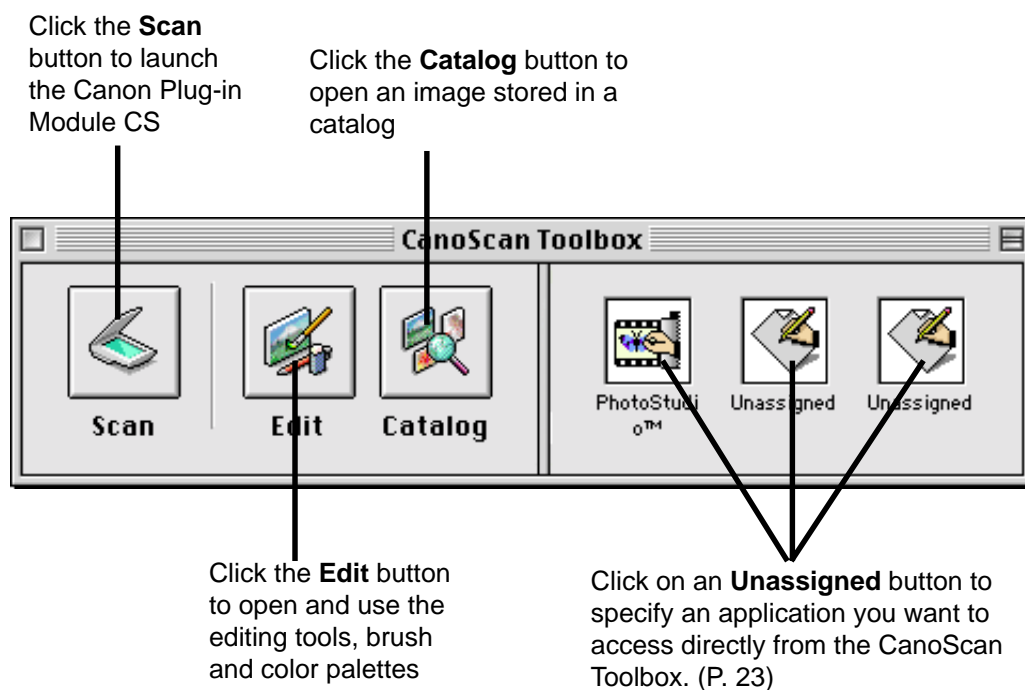 Click the Scan
button to launch
the Canon Plug-in
Module CS
Click the Catalog button to
open an image stored in a
catalog
CanoScan Toolbox
Scan
Edit
Catalog
PhotoStudi
o™
Unassigned
Unassigned
Click the Edit button
to open and use the
editing tools, brush
and color palettes
Click on an Unassigned button to
specify an application you want to
access directly from the CanoScan
Toolbox. (P. 23)